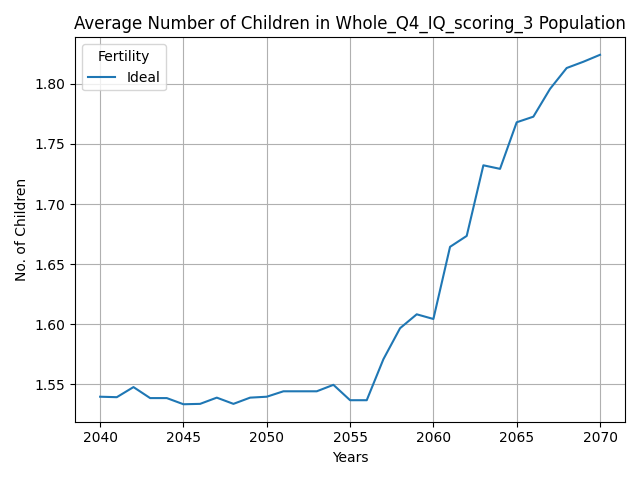 Average Number of Children in Whole_Q4_IQ_scoring_3 Population
Fertility
Ideal
1.80
1.75
1.70
1.65
1.60
1.55
No. of Children
2040 2045 2050 2055 2060 2065 2070
Years